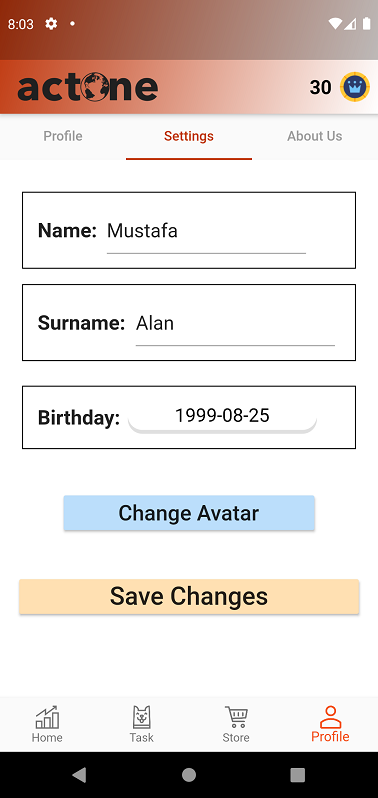 8:03
actone
30
Profile Settings About Us
Name: Mustafa
Surname: Alan
Birthday: 1999-08-25
Change Avatar
Save Changes
Home Task Store Profile